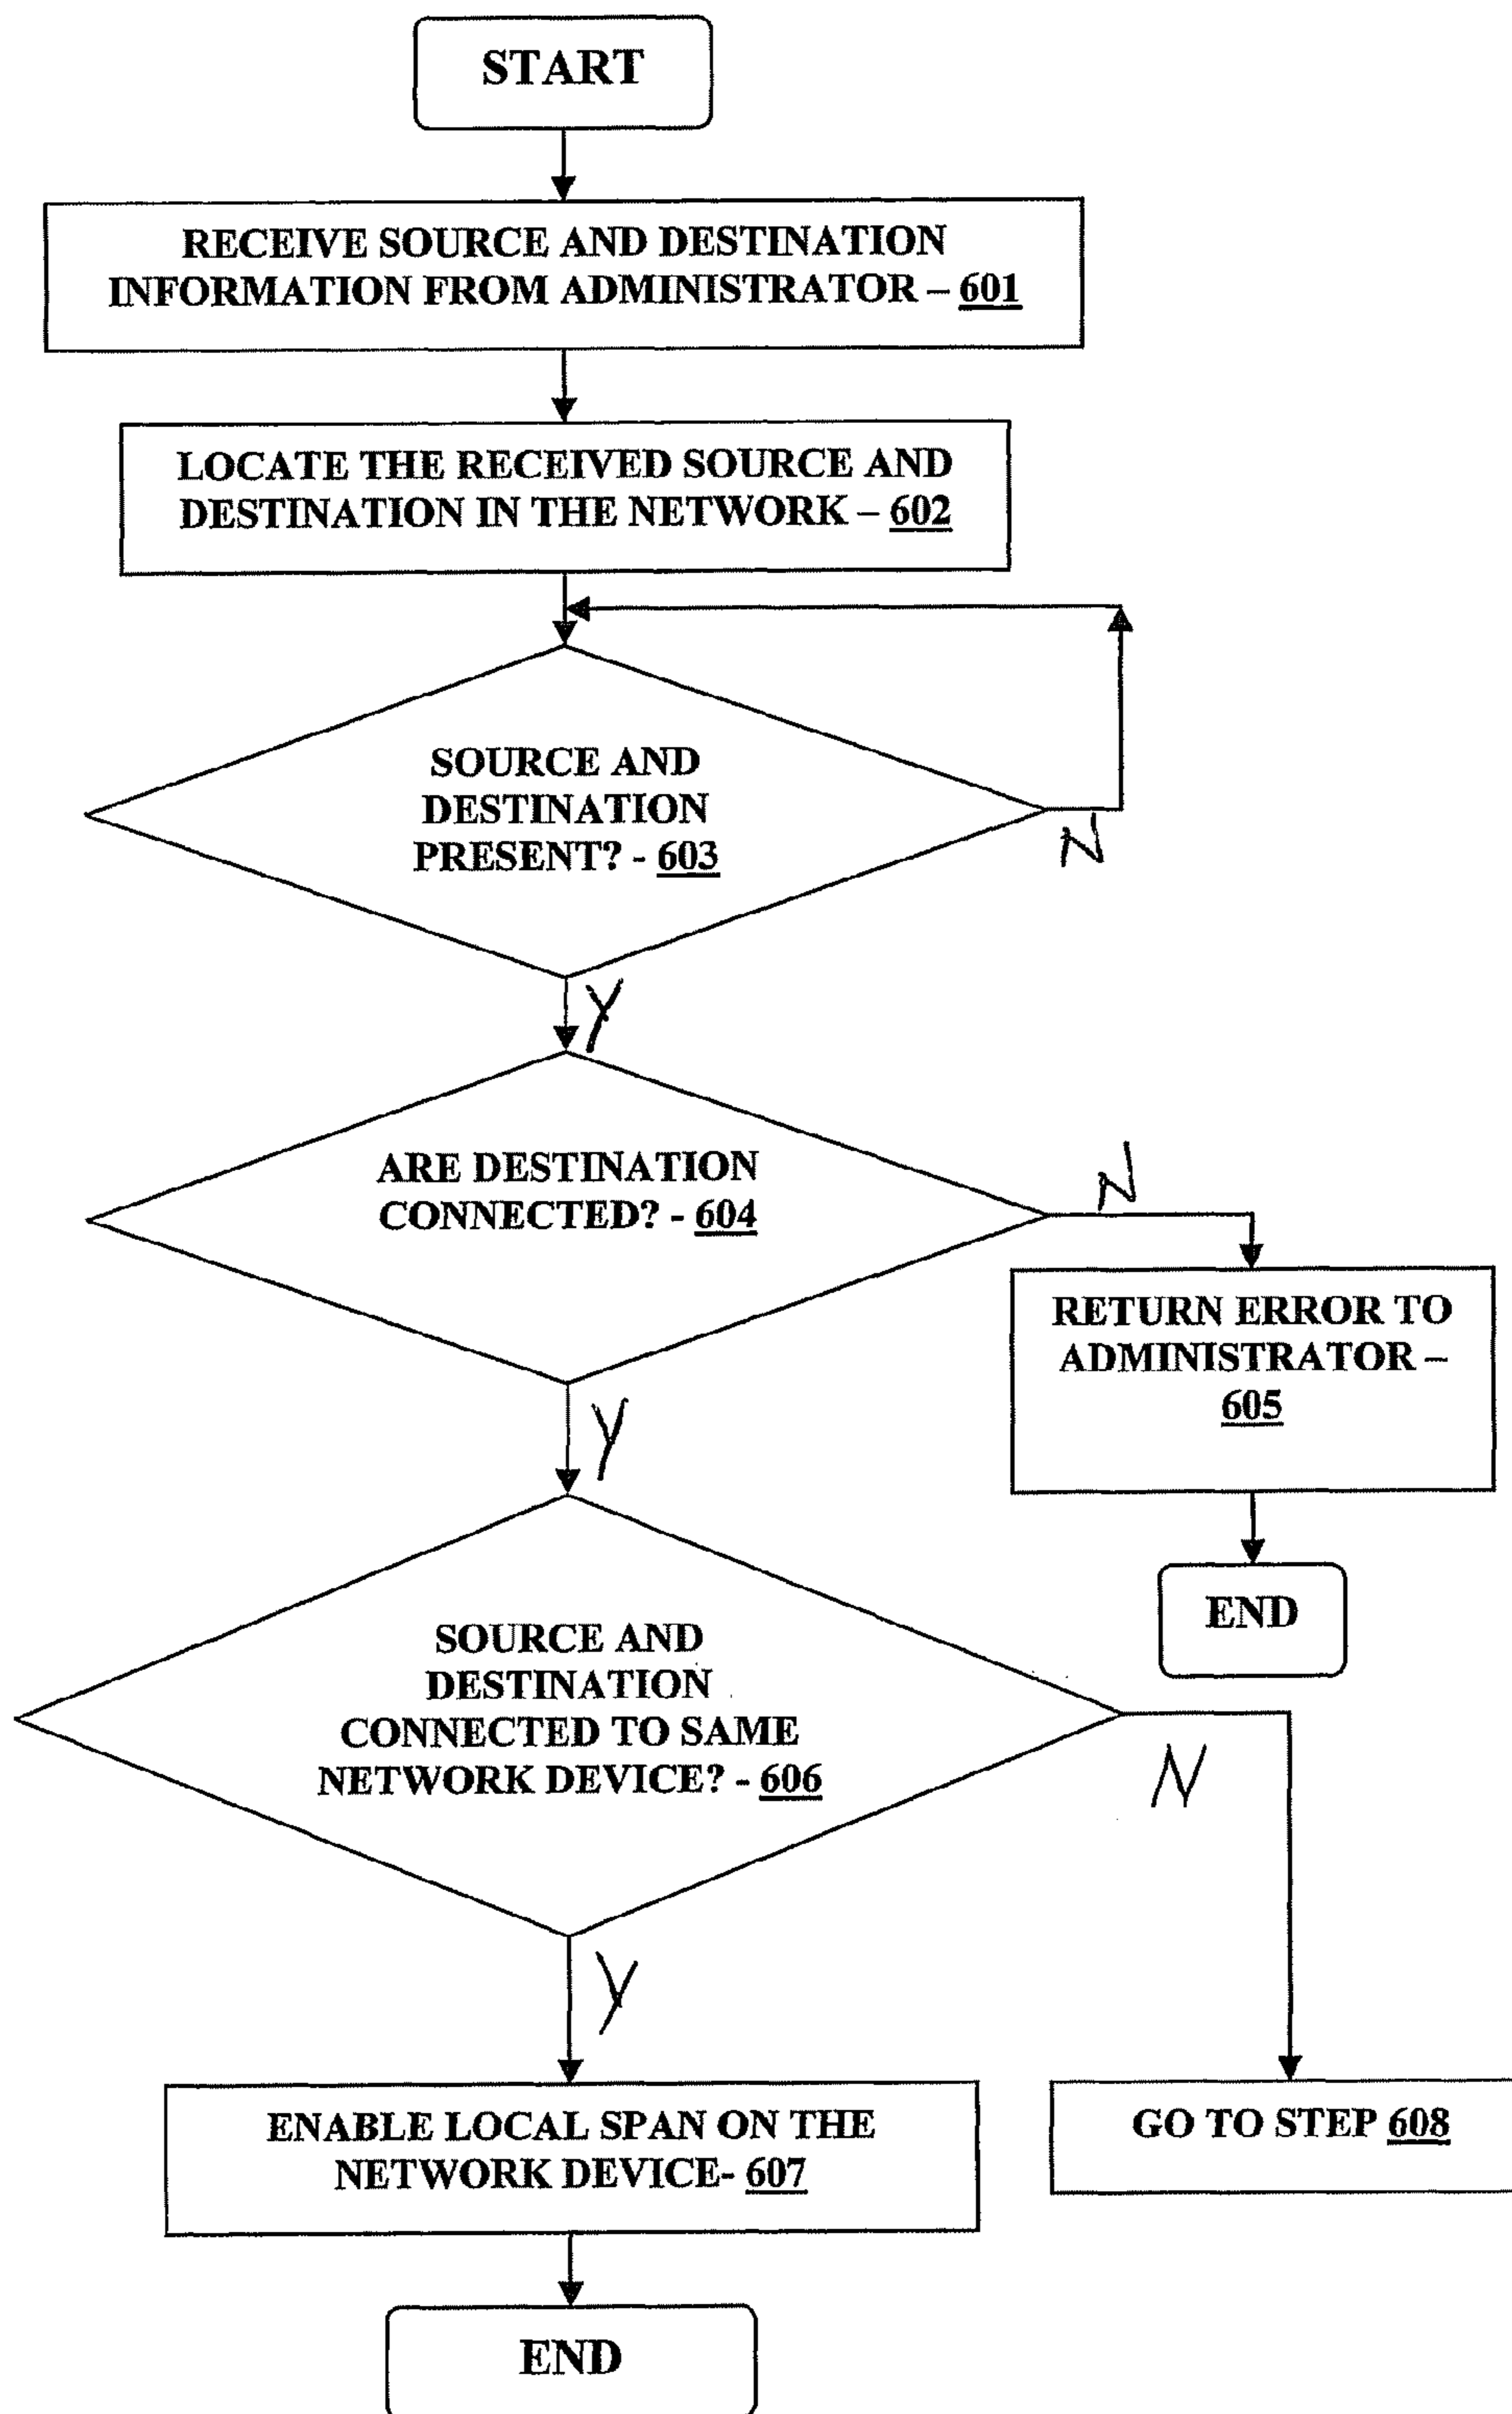 START
RECEIVE SOURCE AND DESTINATION
INFORMATION FROM ADMINISTRATOR – 601
LOCATE THE RECEIVED SOURCE AND
DESTINATION IN THE NETWORK – 602
SOURCE AND
DESTINATION
PRESENT? - 603
N
Y
ARE DESTINATION
CONNECTED? - 604
N
RETURN ERROR TO
ADMINISTRATOR –
605
END
Y
SOURCE AND
DESTINATION
CONNECTED TO SAME
NETWORK DEVICE? - 606
N
Y
ENABLE LOCAL SPAN ON THE
NETWORK DEVICE- 607
GO TO STEP 608
END